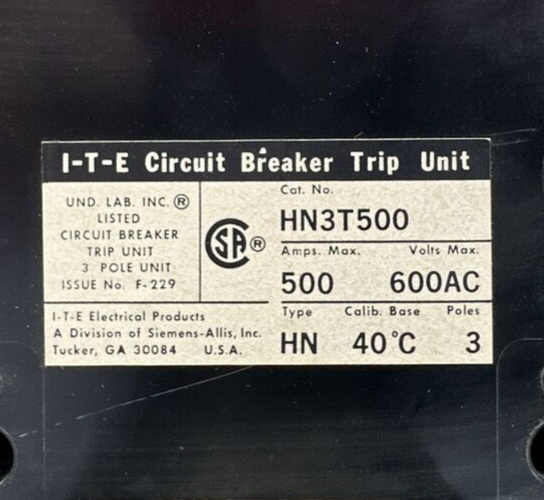 I-T-E Circuit Breaker Trip Unit
UND. LAB. INC.®
LISTED
CIRCUIT BREAKER
TRIP UNIT
3 POLE UNIT
ISSUE No. F-229
SA ®
Cat. No.
HN3T500
Amps. Max. Volts Max.
500 600AC
Type Calib. Base Poles
HN 40°C 3
I-T-E Electrical Products
A Division of Siemens-Allis, Inc.
Tucker, GA 30084 U.S.A.